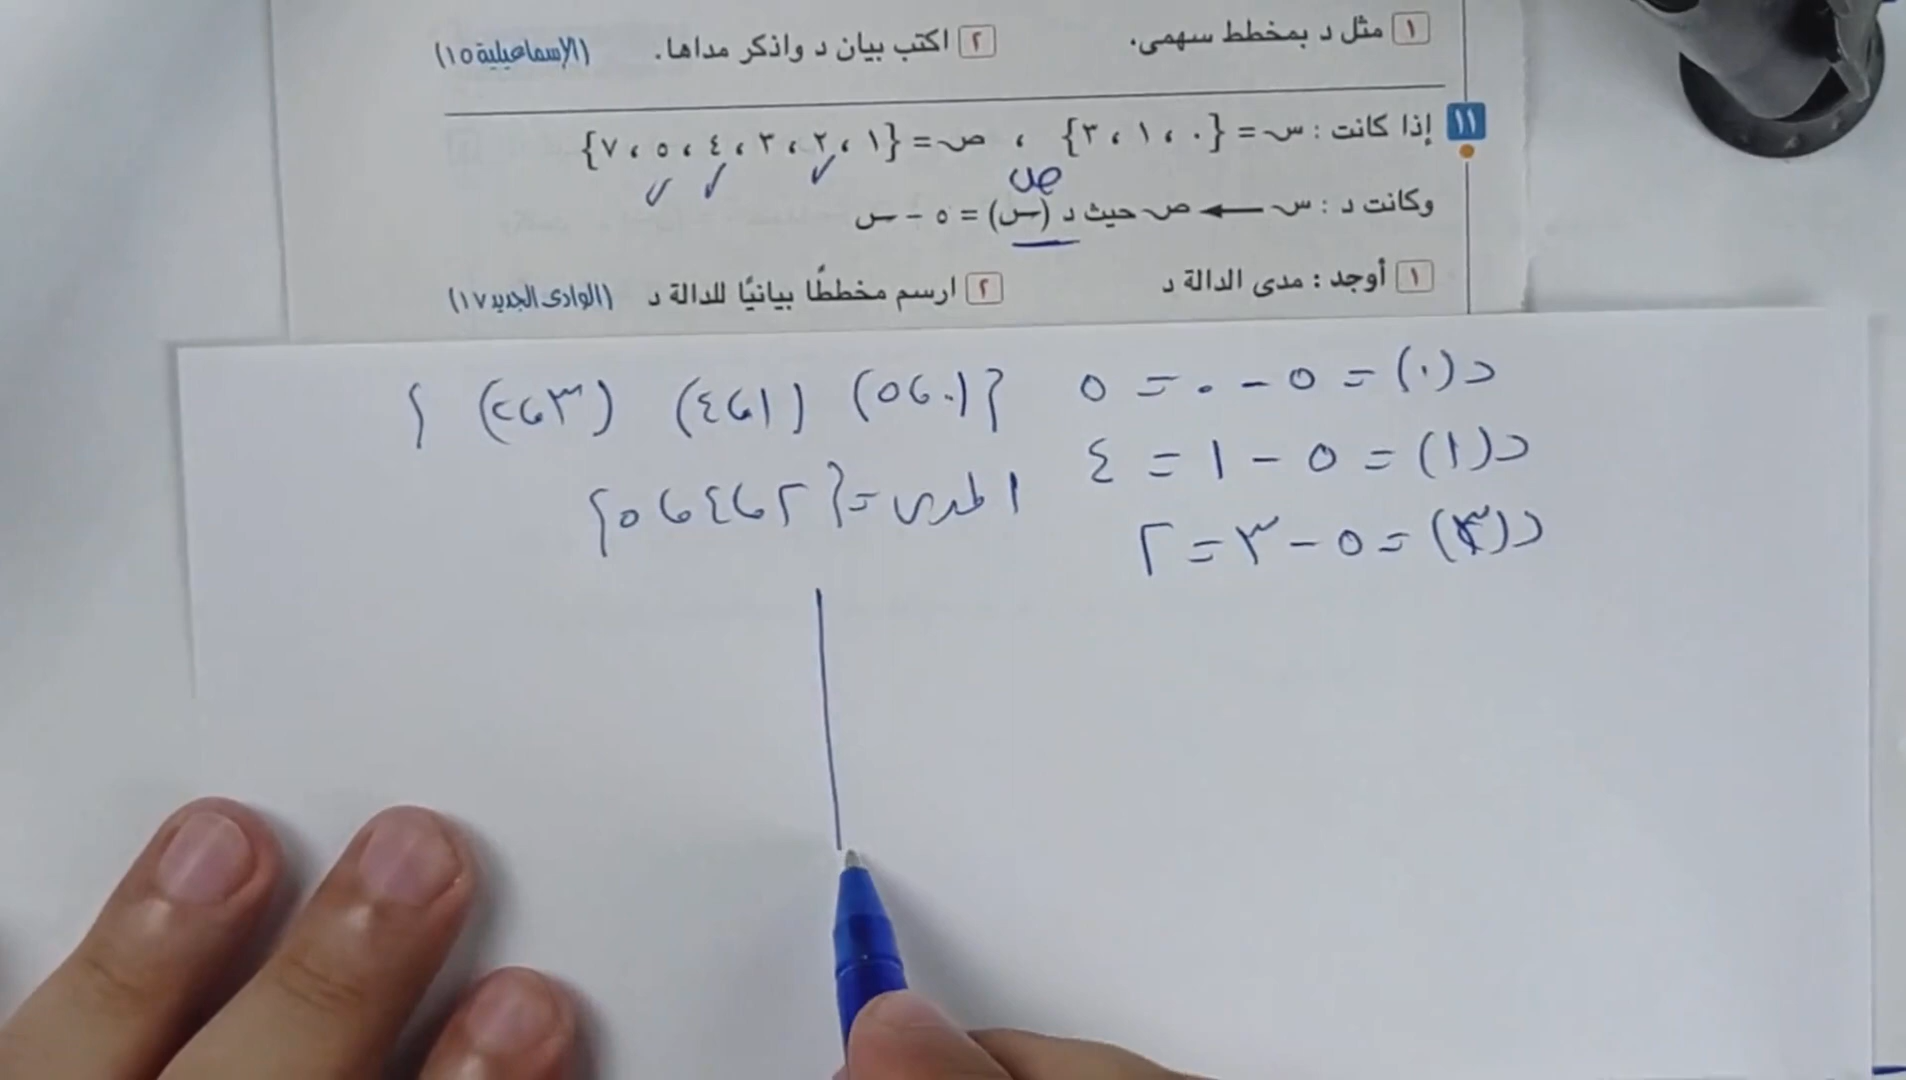 ١ مثل د بمخطط سهمى. ٢ اكتب بيان د واذكر مداها. (الإسماعيلية ١٥)
١١ إذا كانت : س = {٠ ، ١ ، ٣} ، ص = {١ ، ٢ ، ٣ ، ٤ ، ٥ ، ٧}
ص
وكانت د : س ← ص حيث د (س) = ٥ - س
١ أوجد : مدى الدالة د ٢ ارسم مخططًا بيانيًا للدالة د (الوادى الجديد ١٧)
د(٠) = ٥ - ٠ = ٥ {(٠،٥) (١،٤) (٣،٢)}
د(١) = ٥ - ١ = ٤
المدى = {٢،٤،٥}
د(٣) = ٥ - ٣ = ٢